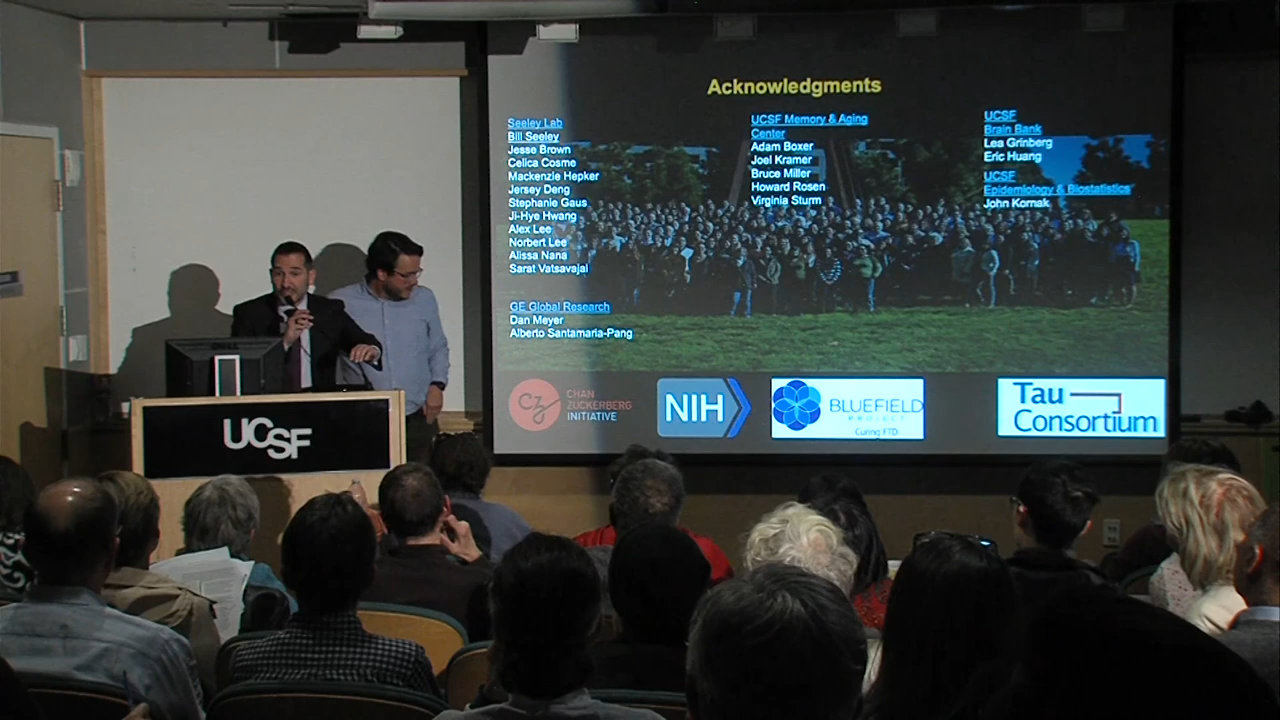 Acknowledgments
Seeley Lab
Bill Seeley
Jesse Brown
Celica Cosme
Mackenzie Hepker
Jersey Deng
Stephanie Gaus
Ji-Hye Hwang
Alex Lee
Norbert Lee
Alissa Nana
Sarat Vatsavajal
GE Global Research
Dan Meyer
Alberto Santamaria-Pang
UCSF Memory & Aging
Center
Adam Boxer
Joel Kramer
Bruce Miller
Howard Rosen
Virginia Sturm
UCSF
Brain Bank
Lea Grinberg
Eric Huang
UCSF
Epidemiology & Biostatistics
John Kornak
CHAN
ZUCKERBERG
INITIATIVE
NIH
BLUEFIELD
PROJECT
Curing FTD
Tau
Consortium
DELL
UCSF